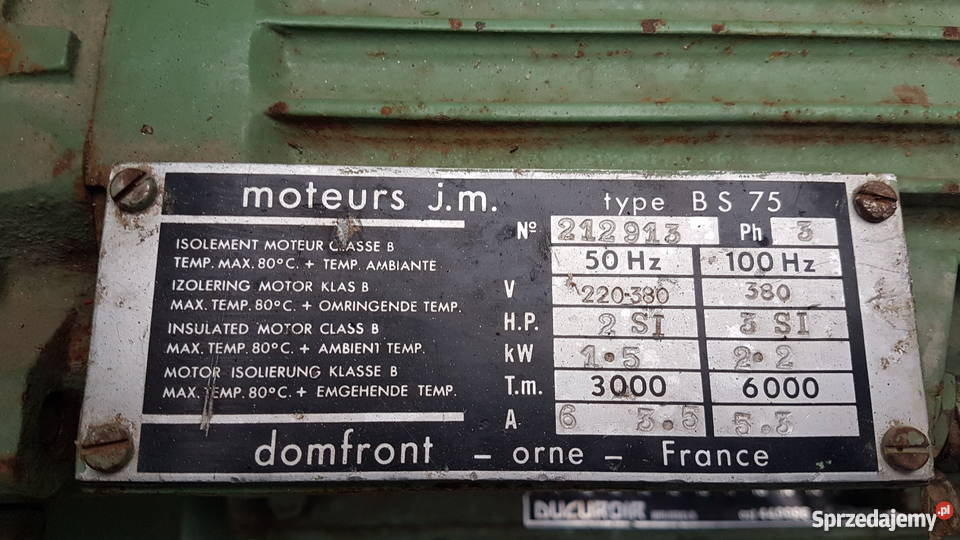 moteurs j.m. type BS 75
Nº 212913 Ph 3
ISOLEMENT MOTEUR CLASSE B
TEMP. MAX. 80°C. + TEMP. AMBIANTE
IZOLERING MOTOR KLAS B
MAX. TEMP. 80°C. + OMRINGENDE TEMP.
INSULATED MOTOR CLASS B
MAX. TEMP. 80°C. + AMBIENT TEMP.
MOTOR ISOLIERUNG KLASSE B
MAX. TEMP. 80°C. + EMGEHENDE TEMP.
50 Hz 100 Hz
V 220-380 380
H.P. 2 SI 3 SI
kW 1.5 2.2
T.m. 3000 6000
A 6 3.5 5.3
domfront - orne - France
Sprzedajemy.pl